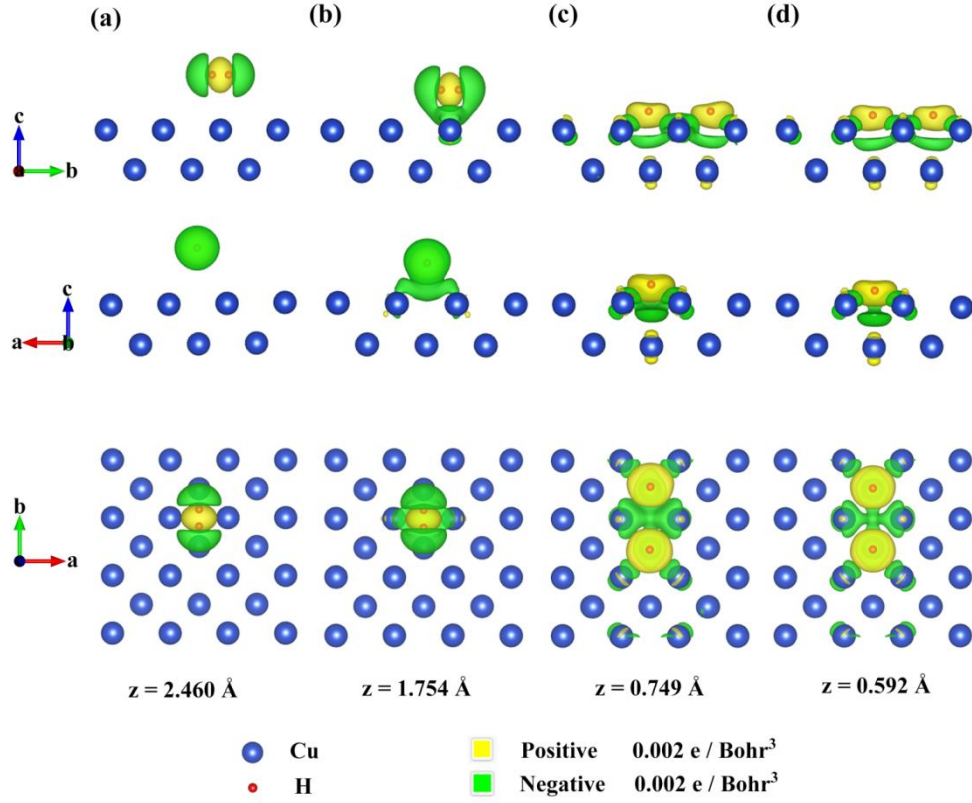 (a) (b) (c) (d)
c
a b
c
a b
b
a
z = 2.460 Å z = 1.754 Å z = 0.749 Å z = 0.592 Å
Cu Positive 0.002 e / Bohr³
H Negative 0.002 e / Bohr³